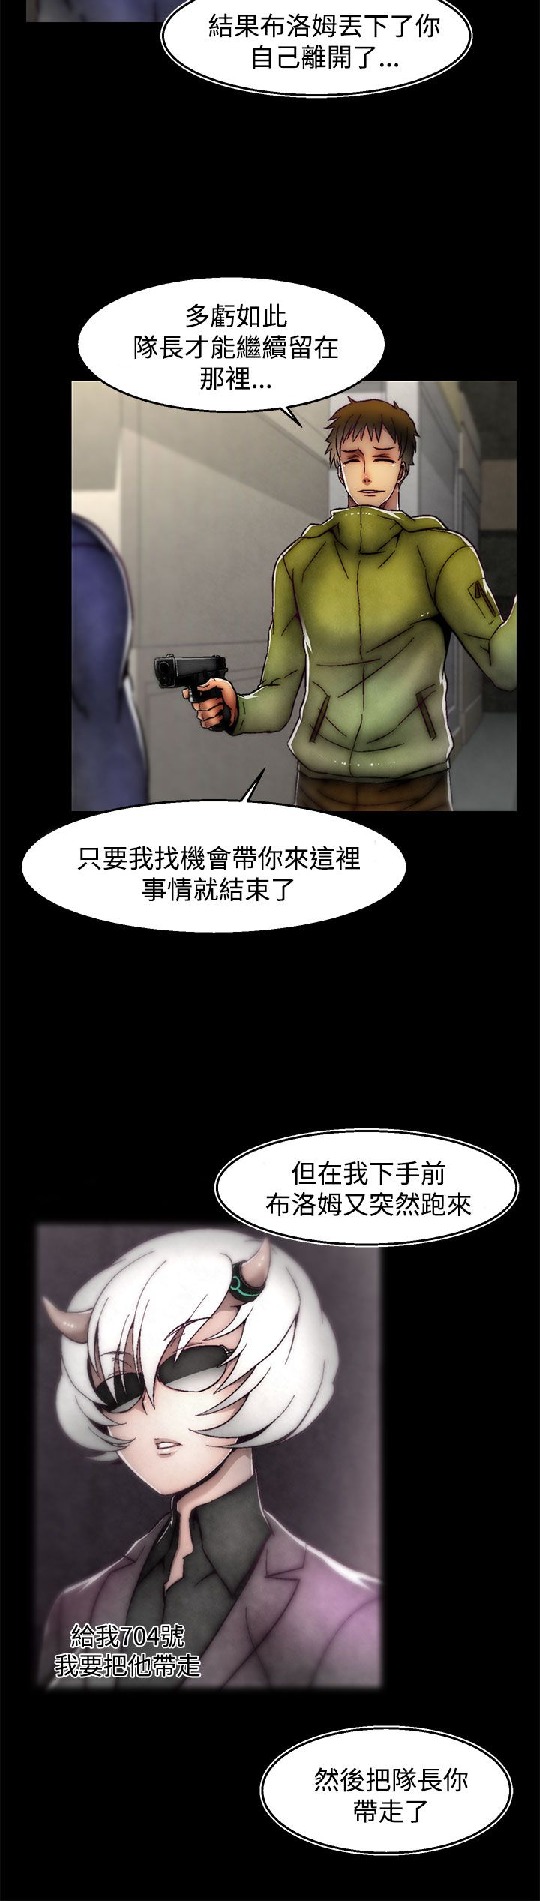 結果布洛姆丟下了你
自己離開了...
多虧如此
隊長才能繼續留在
那裡...
只要我找機會帶你來這裡
事情就結束了
但在我下手前
布洛姆又突然跑來
給我704號
我要把他帶走
然後把隊長你
帶走了